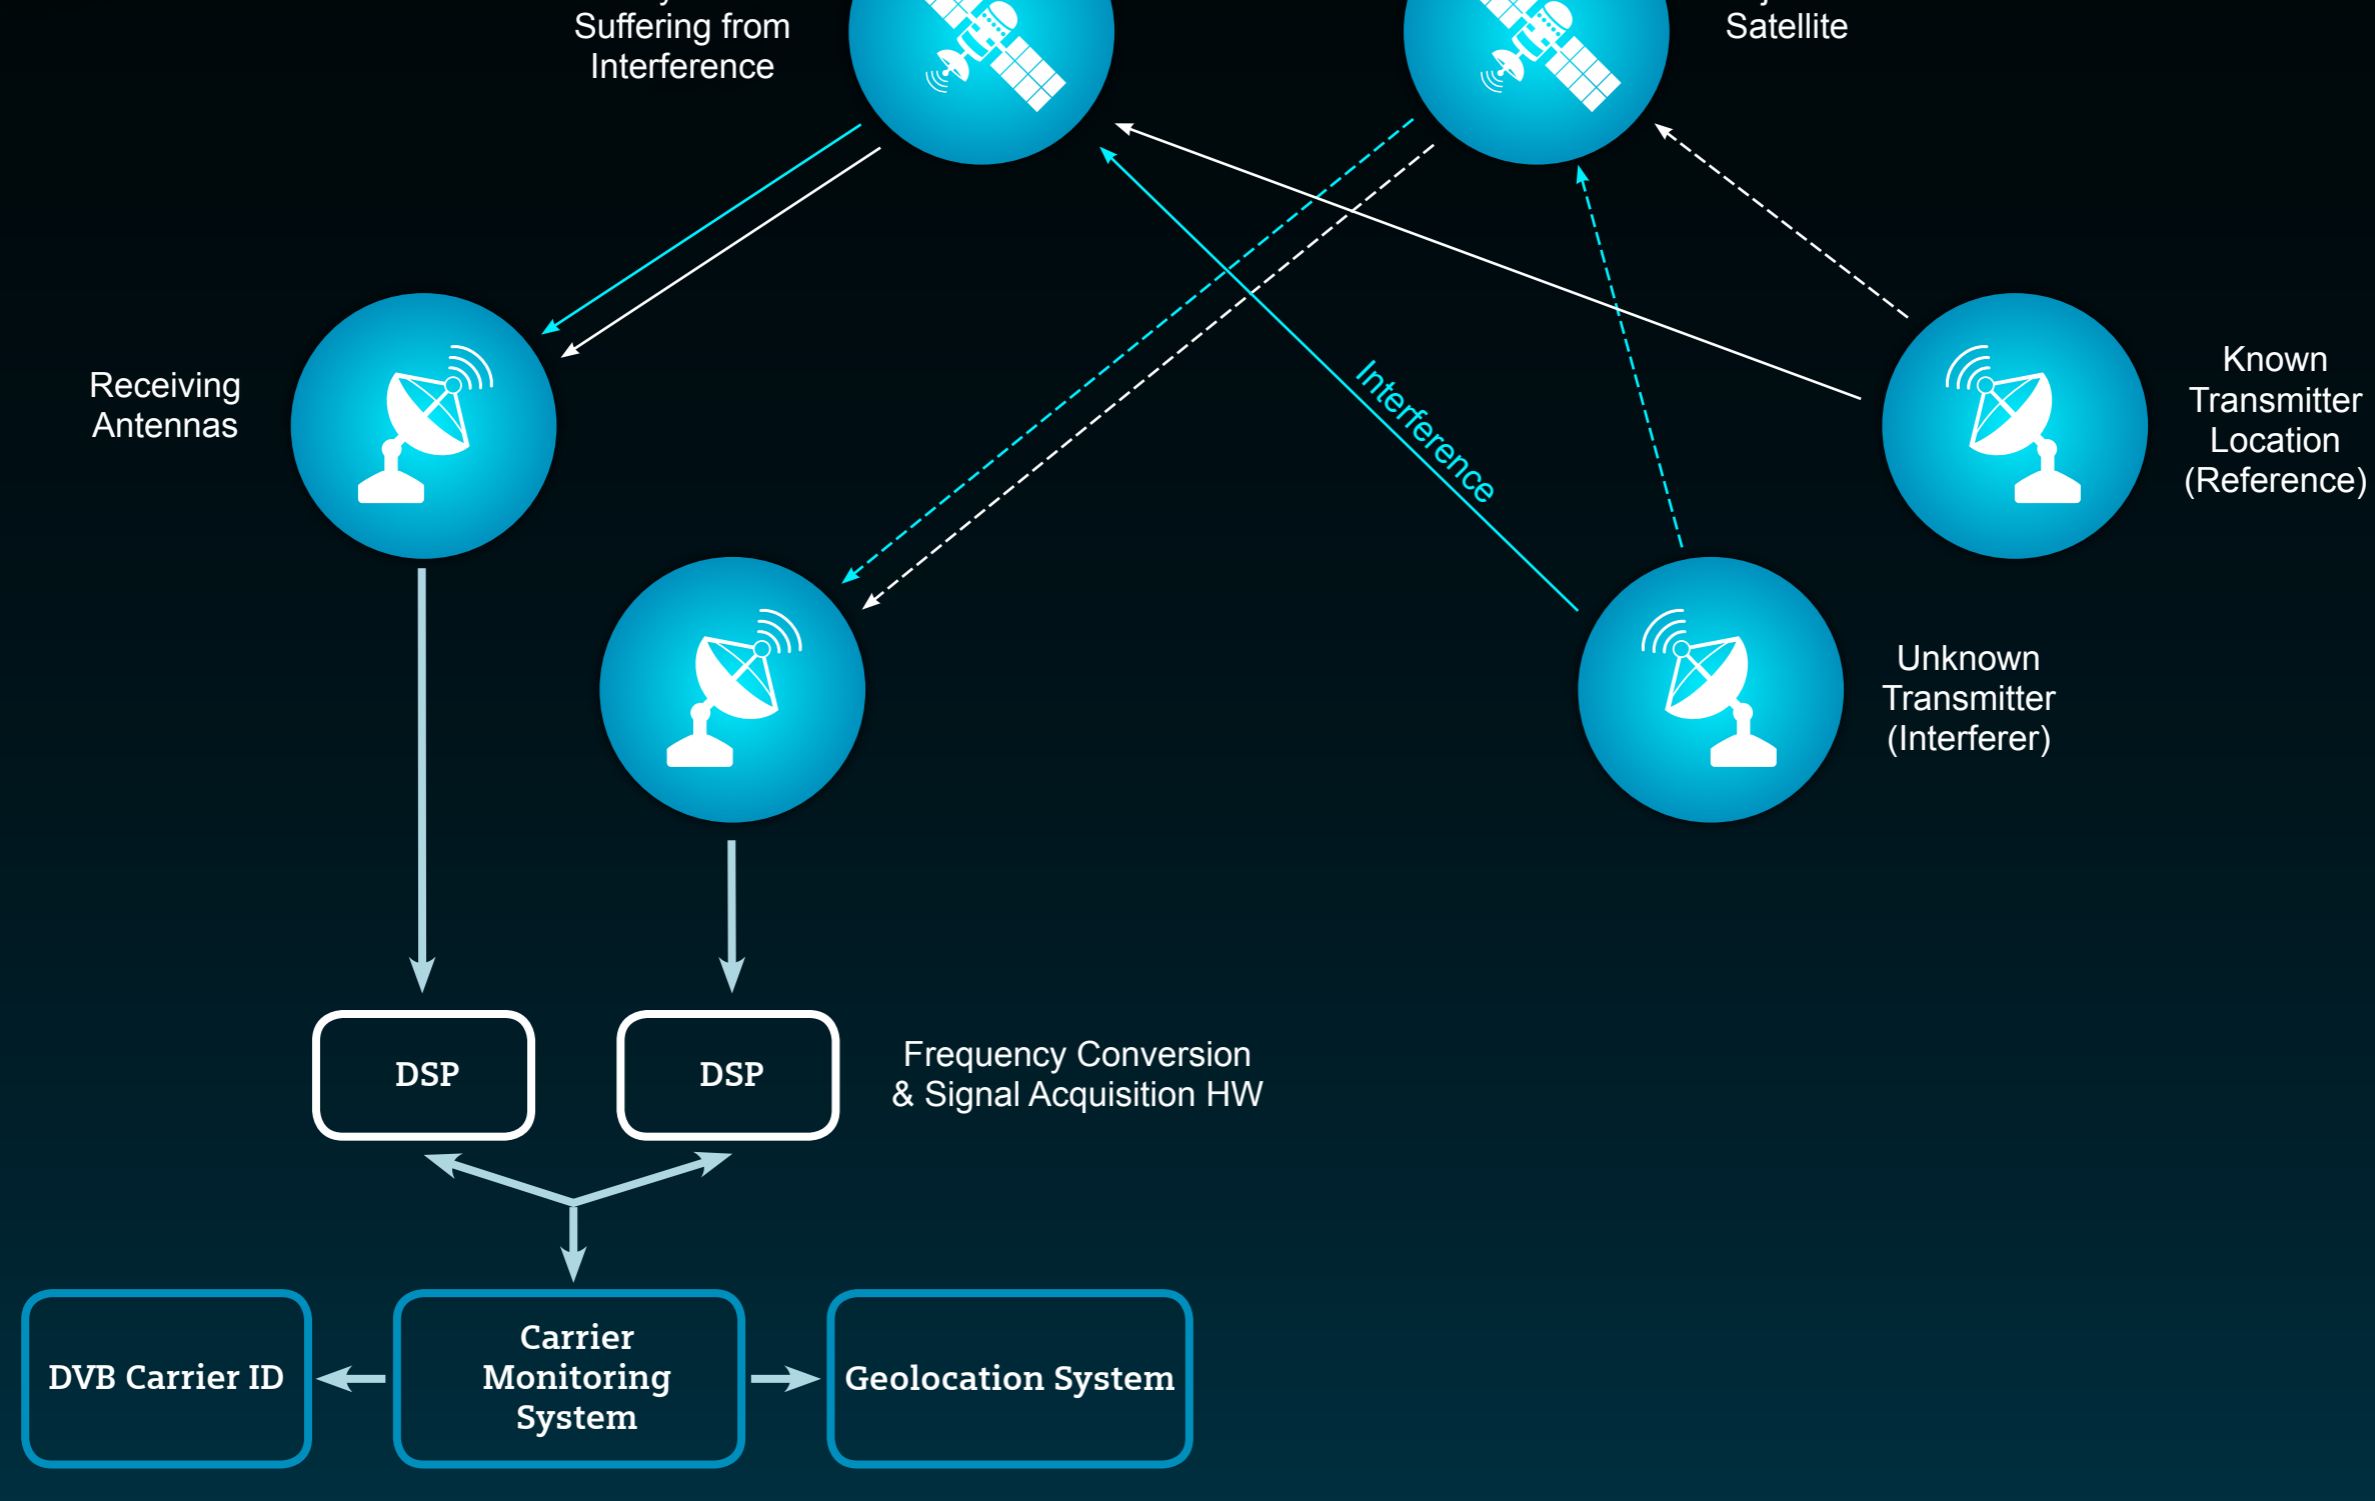 Suffering from
Interference
Satellite
Receiving
Antennas
Interference
Known
Transmitter
Location
(Reference)
Unknown
Transmitter
(Interferer)
DSP
DSP
Frequency Conversion
& Signal Acquisition HW
DVB Carrier ID
Carrier
Monitoring
System
Geolocation System